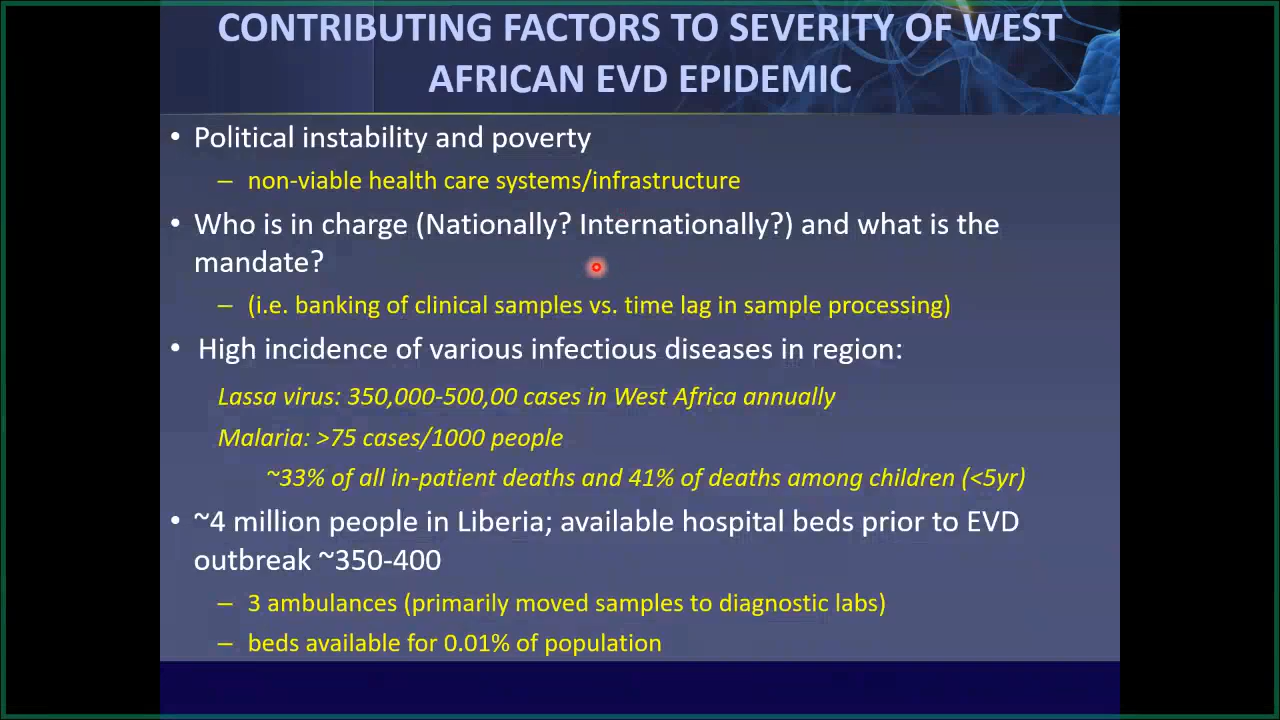 CONTRIBUTING FACTORS TO SEVERITY OF WEST
AFRICAN EVD EPIDEMIC
• Political instability and poverty
– non-viable health care systems/infrastructure
• Who is in charge (Nationally? Internationally?) and what is the
mandate?
– (i.e. banking of clinical samples vs. time lag in sample processing)
• High incidence of various infectious diseases in region:
Lassa virus: 350,000-500,00 cases in West Africa annually
Malaria: >75 cases/1000 people
~33% of all in-patient deaths and 41% of deaths among children (<5yr)
• ~4 million people in Liberia; available hospital beds prior to EVD
outbreak ~350-400
– 3 ambulances (primarily moved samples to diagnostic labs)
– beds available for 0.01% of population